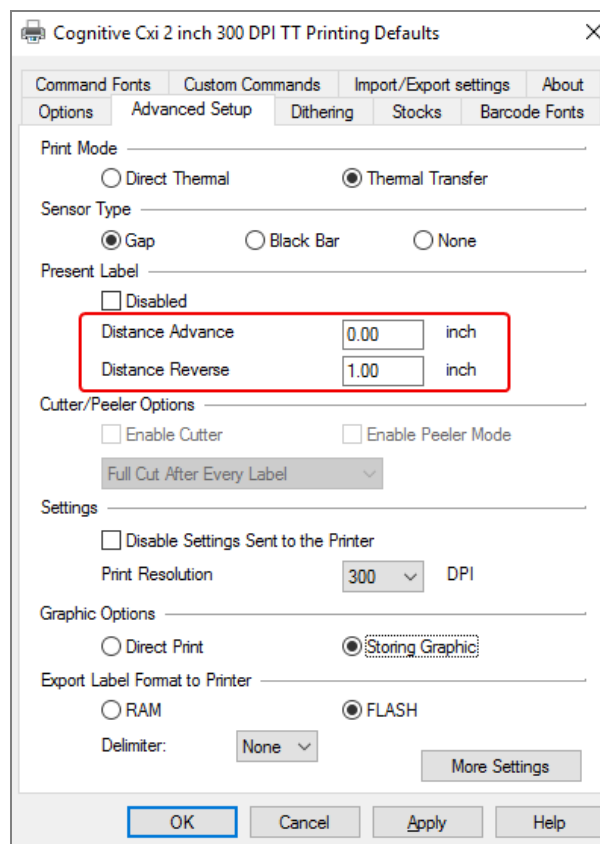 Cognitive Cxi 2 inch 300 DPI TT Printing Defaults
Command Fonts Custom Commands Import/Export settings About
Options Advanced Setup Dithering Stocks Barcode Fonts
Print Mode
Direct Thermal Thermal Transfer
Sensor Type
Gap Black Bar None
Present Label
Disabled
Distance Advance 0.00 inch
Distance Reverse 1.00 inch
Cutter/Peeler Options
Enable Cutter Enable Peeler Mode
Full Cut After Every Label
Settings
Disable Settings Sent to the Printer
Print Resolution 300 DPI
Graphic Options
Direct Print Storing Graphic
Export Label Format to Printer
RAM FLASH
Delimiter: None
More Settings
OK Cancel Apply Help